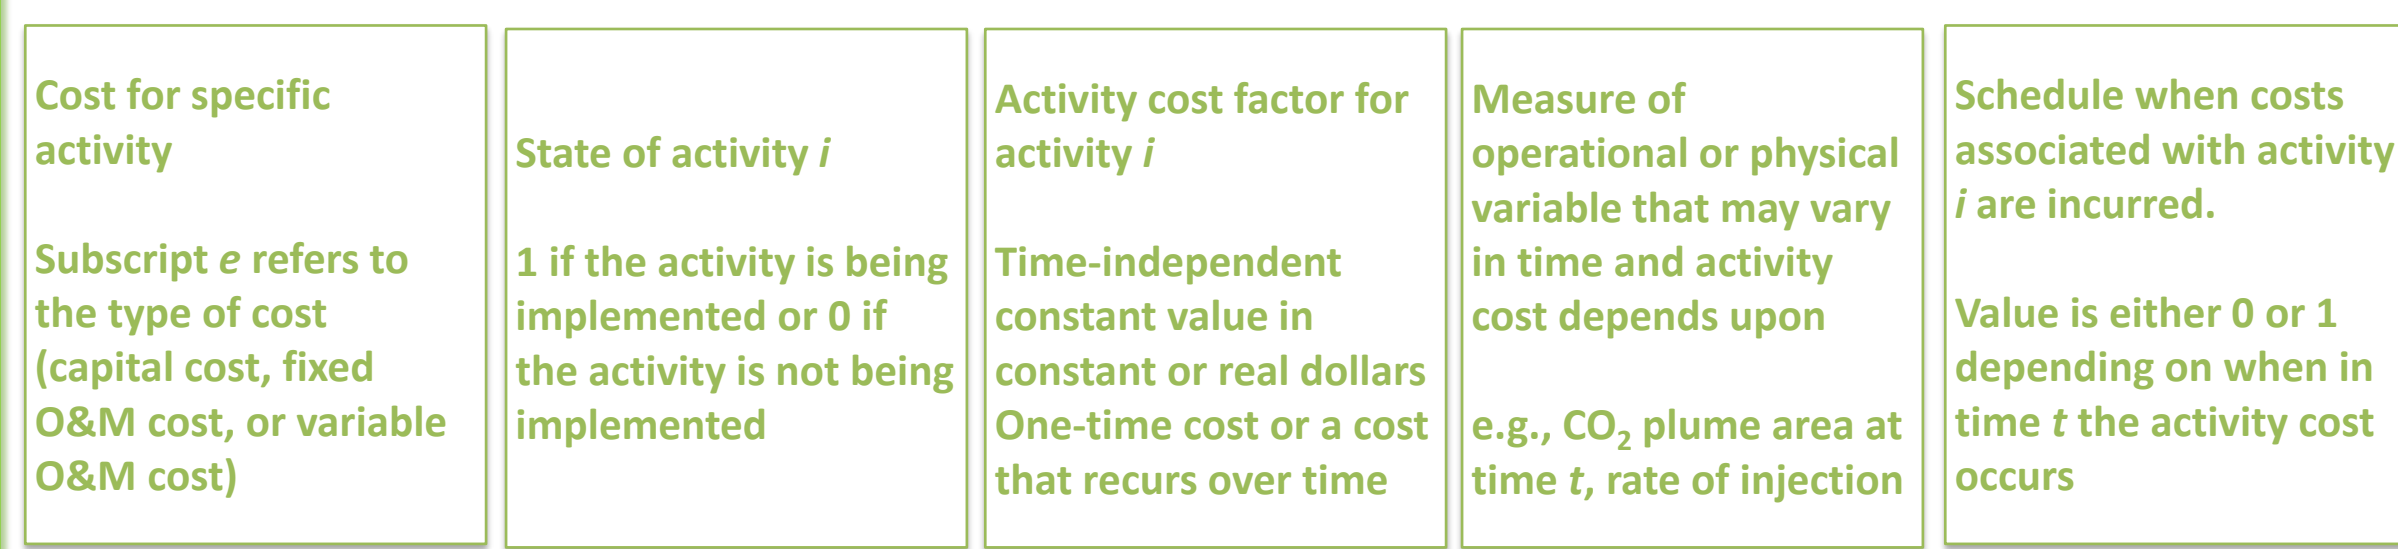 Cost for specific
activity
Subscript e refers to
the type of cost
(capital cost, fixed
O&M cost, or variable
O&M cost)
State of activity i
1 if the activity is being
implemented or 0 if
the activity is not being
implemented
Activity cost factor for
activity i
Time-independent
constant value in
constant or real dollars
One-time cost or a cost
that recurs over time
Measure of
operational or physical
variable that may vary
in time and activity
cost depends upon
e.g., CO₂ plume area at
time t, rate of injection
Schedule when costs
associated with activity
i are incurred.
Value is either 0 or 1
depending on when in
time t the activity cost
occurs